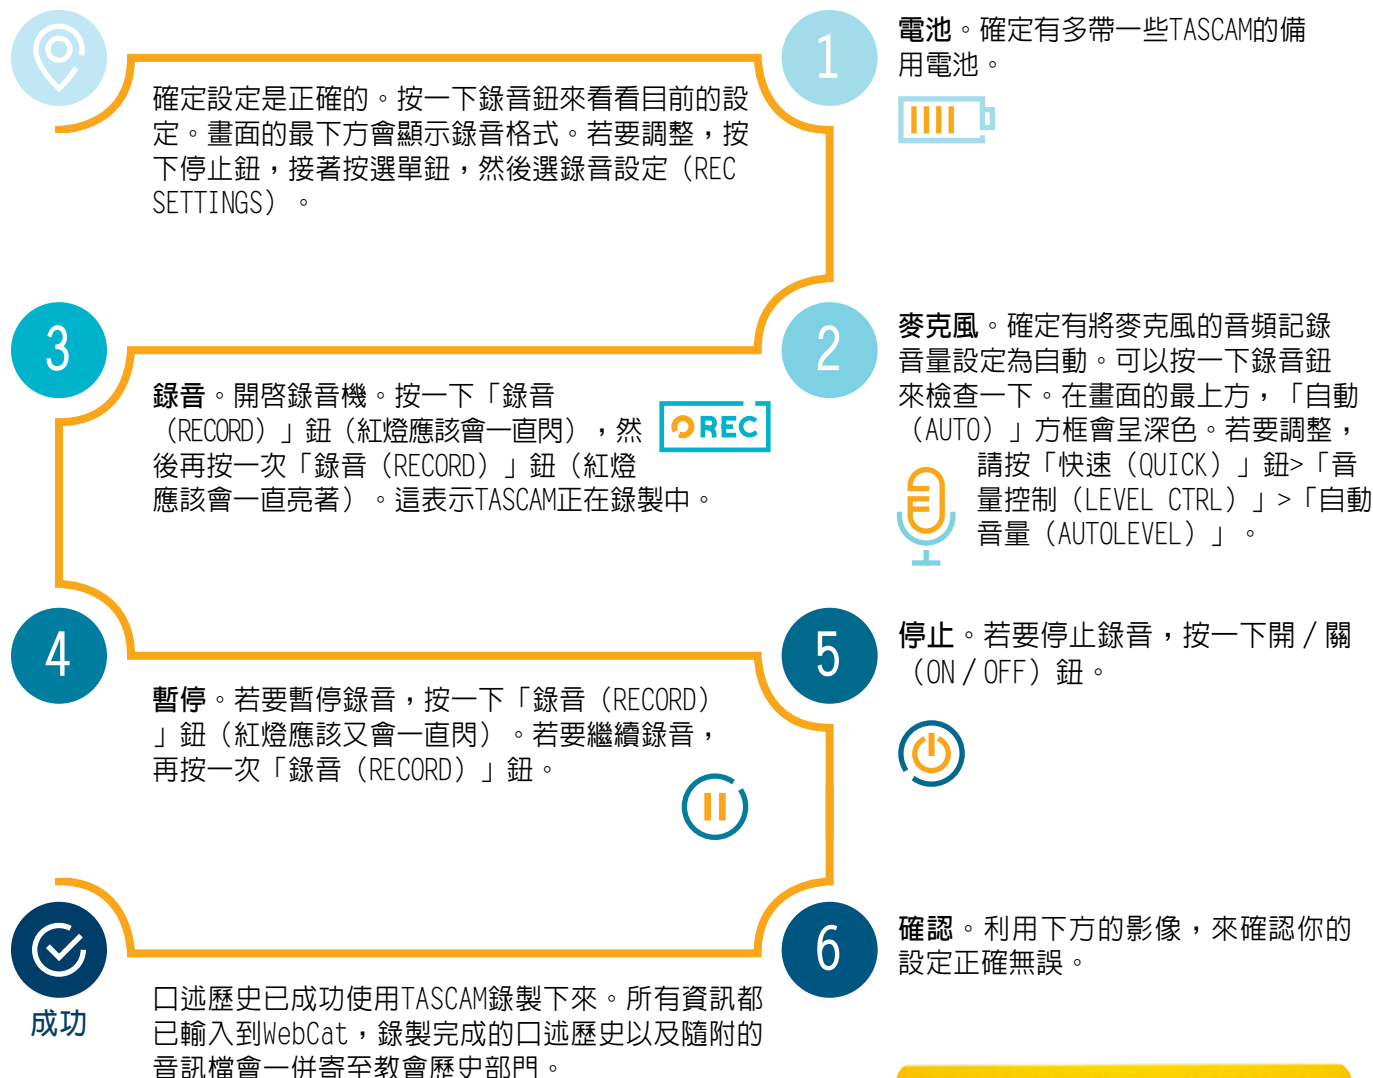 確定設定是正確的。按一下錄音鈕來看看目前的設
定。畫面的最下方會顯示錄音格式。若要調整，按
下停止鈕，接著按選單鈕，然後選錄音設定（REC
SETTINGS）。
1
電池。確定有多帶一些TASCAM的備
用電池。
2
麥克風。確定有將麥克風的音頻記錄
音量設定為自動。可以按一下錄音鈕
來檢查一下。在畫面的最上方，「自動
（AUTO）」方框會呈深色。若要調整，
請按「快速（QUICK）」鈕>「音
量控制（LEVEL CTRL）」>「自動
音量（AUTOLEVEL）」。
3
錄音。開啓錄音機。按一下「錄音
（RECORD）」鈕（紅燈應該會一直閃），然
後再按一次「錄音（RECORD）」鈕（紅燈
應該會一直亮著）。這表示TASCAM正在錄製中。
REC
4
暫停。若要暫停錄音，按一下「錄音（RECORD）
」鈕（紅燈應該又會一直閃）。若要繼續錄音，
再按一次「錄音（RECORD）」鈕。
5
停止。若要停止錄音，按一下開／關
（ON／OFF）鈕。
6
確認。利用下方的影像，來確認你的
設定正確無誤。
成功
口述歷史已成功使用TASCAM錄製下來。所有資訊都
已輸入到WebCat，錄製完成的口述歷史以及隨附的
音訊檔會一併寄至教會歷史部門。